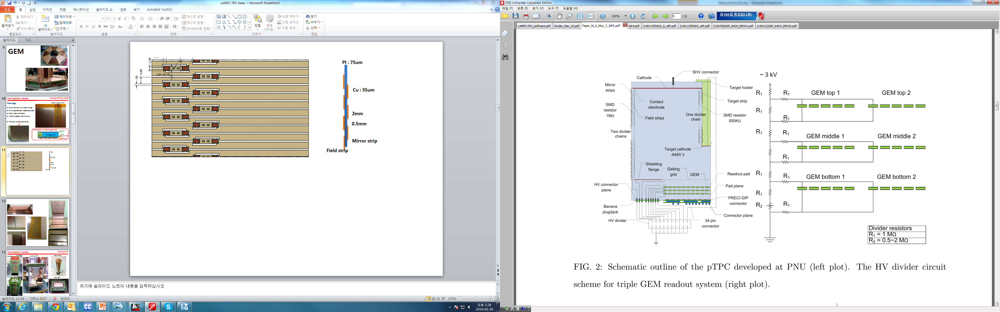 LAMPS TPC hslee - Microsoft PowerPoint
파일 홈 삽입 디자인 전환 애니메이션 슬라이드 쇼 검토 보기 Autodesk Vault(K)
붙여넣기
잘라내기
복사
서식 복사
클립보드
새 슬라이드
레이아웃
원래대로
구역
슬라이드
글꼴
텍스트 방향
텍스트 맞춤
SmartArt로 변환
단락
정렬
빠른 스타일
도형 채우기
도형 윤곽선
도형 효과
그리기
찾기
바꾸기
선택
편집
슬라이드 개요
9
GEM
10
Time Projection Chamber
Prototype TPC for LAMPS
Field Cage
11
12
13
Time Projection Chamber
Prototype TPC
1.50
2.00
.50
1.80
PI : 75um
Cu : 35um
2mm
0.5mm
Mirror strip
Field strip
여기에 슬라이드 노트의 내용을 입력하십시오
슬라이드 11/36 "Office 테마" 한국어
125%
오후 3:28
2014-03-24
PDF Complete Corporate Edition
파일 (F) 보존 (E) 보기 (V) 도구 (T) 도움말 (H)
230% 4 / 12
이 PDF을 편집합니까?
LAMPS-TPC_software.pdf Divider_Mar_15.pdf Paper_Ni_A_May_7_JKPS.pdf tdr4.pdf (140117)PAD2_5_16P.pdf (140117)PAD5_16P.pdf (130729)ZAP_64CH_REV01.pdf (140121)ZAP_64CH_REV02.pdf
SHV connector
Cathode
Mirror strips
Target holder
SMD resistor 1MΩ
Contact electrode
Target strip
Field strips
One divider chain
SMD resistor 500KΩ
Two divider chains
Target cathode -6465 V
Shielding flange
Gaiting grid
GEM
Readout pad
HV connector plane
Pad plane
PRECI-DIP connector
Banana plug/jack
Connector plane
HV divider
34 pin connector
~ 3 kV
R1
R1
GEM top 1
GEM top 2
R1
R1
R1
R1
GEM middle 1
GEM middle 2
R1
R1
R1
GEM bottom 1
GEM bottom 2
R1
R2
R1
Divider resistors
R1 = 1 MΩ
R2 = 0.5~2 MΩ
FIG. 2: Schematic outline of the pTPC developed at PNU (left plot). The HV divider circuit
scheme for triple GEM readout system (right plot).